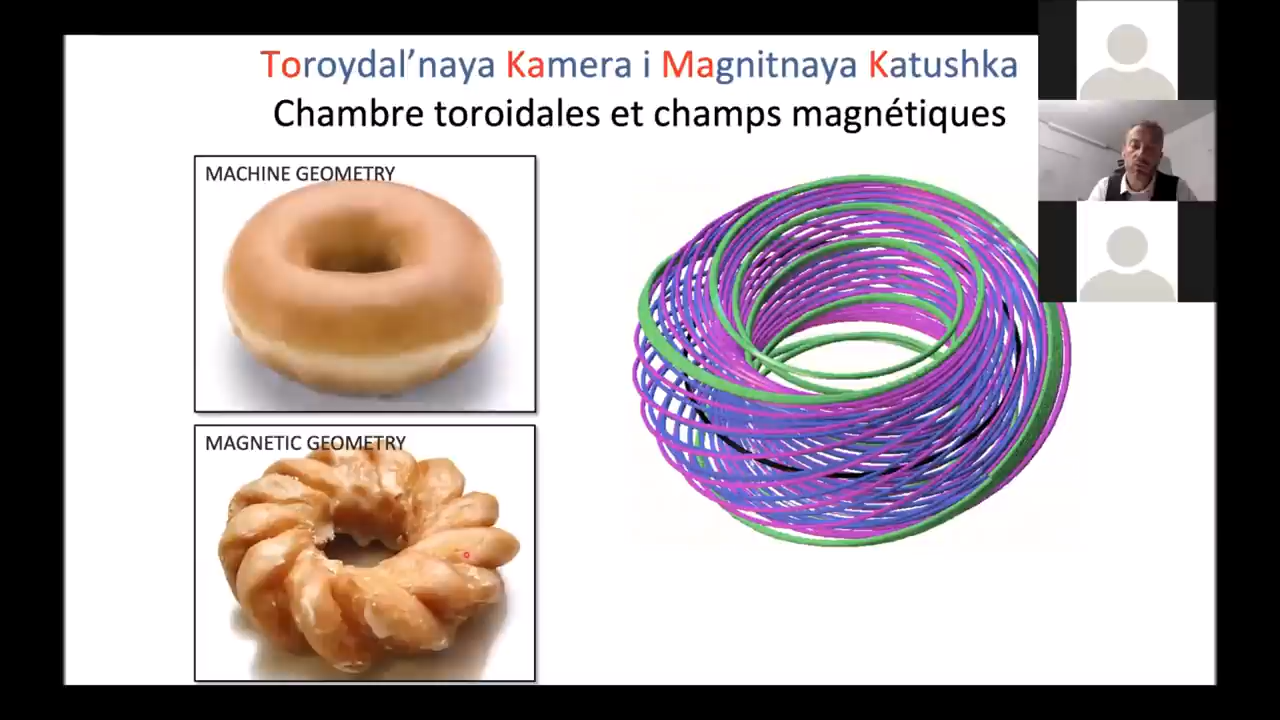 Toroydal’naya Kamera i Magnitnaya Katushka
Chambre toroidales et champs magnétiques
MACHINE GEOMETRY
MAGNETIC GEOMETRY